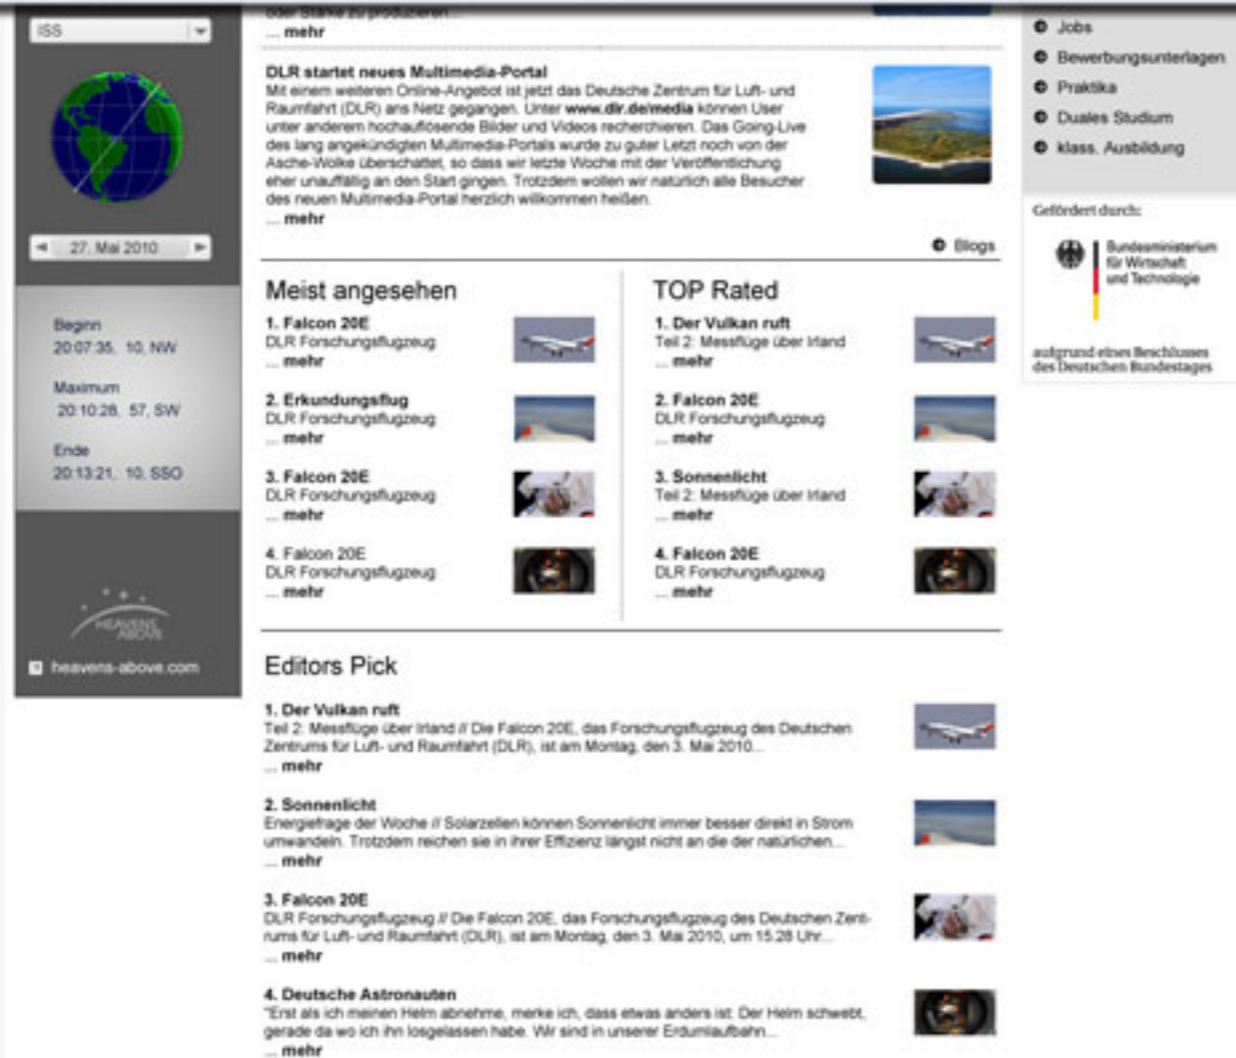 ISS
27. Mai 2010
Beginn
20:07:35, 10, NW
Maximum
20:10:28, 57, SW
Ende
20:13:21, 10, SSO
HEAVENS
ABOVE
heavens-above.com
oder Stärke zu produzieren...
... mehr
DLR startet neues Multimedia-Portal
Mit einem weiteren Online-Angebot ist jetzt das Deutsche Zentrum für Luft- und
Raumfahrt (DLR) ans Netz gegangen. Unter www.dlr.de/media können User
unter anderem hochauflösende Bilder und Videos recherchieren. Das Going-Live
des lang angekündigten Multimedia-Portals wurde zu guter Letzt noch von der
Asche-Wolke überschattet, so dass wir letzte Woche mit der Veröffentlichung
eher unauffällig an den Start gingen. Trotzdem wollen wir natürlich alle Besucher
des neuen Multimedia-Portal herzlich willkommen heißen.
... mehr
Blogs
Meist angesehen
1. Falcon 20E
DLR Forschungsflugzeug
... mehr
2. Erkundungsflug
DLR Forschungsflugzeug
... mehr
3. Falcon 20E
DLR Forschungsflugzeug
... mehr
4. Falcon 20E
DLR Forschungsflugzeug
... mehr
TOP Rated
1. Der Vulkan ruft
Teil 2: Messflüge über Irland
... mehr
2. Falcon 20E
DLR Forschungsflugzeug
... mehr
3. Sonnenlicht
Teil 2: Messflüge über Irland
... mehr
4. Falcon 20E
DLR Forschungsflugzeug
... mehr
Editors Pick
1. Der Vulkan ruft
Teil 2: Messflüge über Irland // Die Falcon 20E, das Forschungsflugzeug des Deutschen
Zentrums für Luft- und Raumfahrt (DLR), ist am Montag, den 3. Mai 2010...
... mehr
2. Sonnenlicht
Energiefrage der Woche // Solarzellen können Sonnenlicht immer besser direkt in Strom
umwandeln. Trotzdem reichen sie in ihrer Effizienz längst nicht an die der natürlichen...
... mehr
3. Falcon 20E
DLR Forschungsflugzeug // Die Falcon 20E, das Forschungsflugzeug des Deutschen Zent-
rums für Luft- und Raumfahrt (DLR), ist am Montag, den 3. Mai 2010, um 15.28 Uhr...
... mehr
4. Deutsche Astronauten
"Erst als ich meinen Helm abnehme, merke ich, dass etwas anders ist. Der Helm schwebt,
gerade da wo ich ihn losgelassen habe. Wir sind in unserer Erdumlaufbahn...
... mehr
Jobs
Bewerbungsunterlagen
Praktika
Duales Studium
klass. Ausbildung
Gefördert durch:
Bundesministerium
für Wirtschaft
und Technologie
aufgrund eines Beschlusses
des Deutschen Bundestages